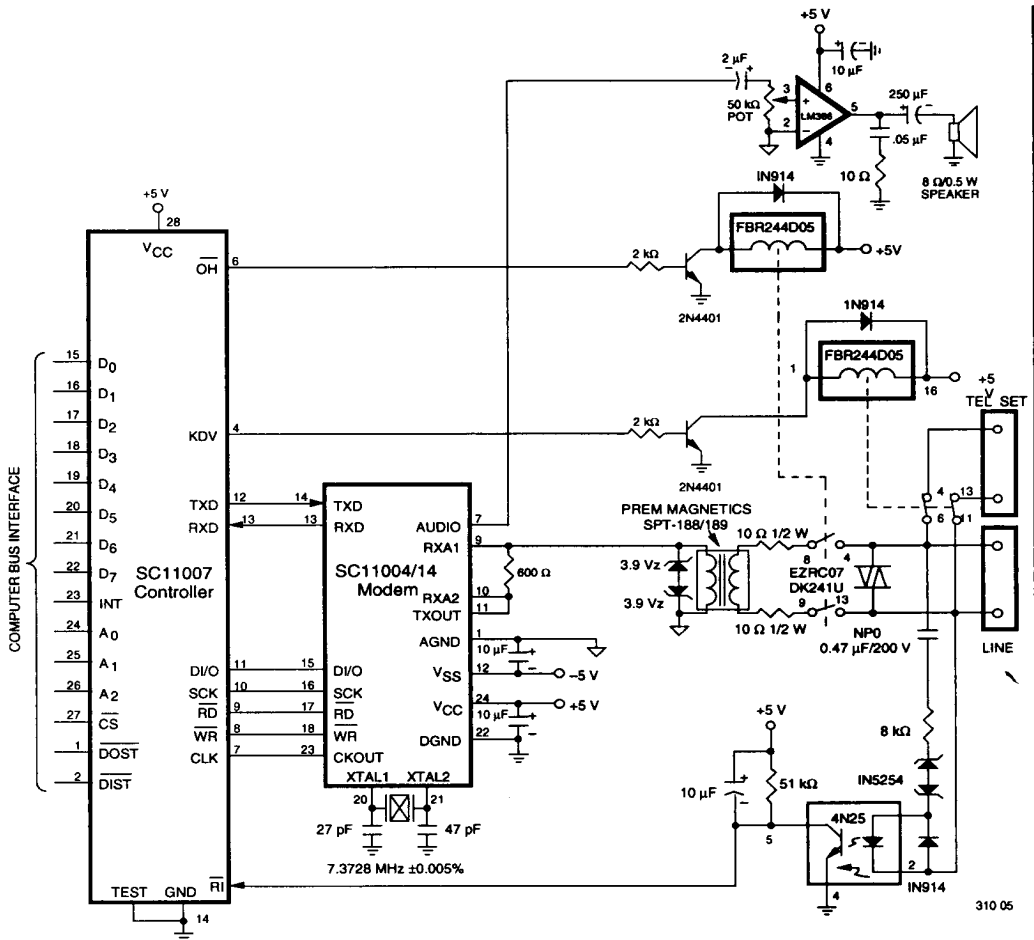 +5 V
2 µF
10 µF
50 kΩ
POT
3
2
6
LM386
5
4
250 µF
.05 µF
10 Ω
8 Ω/0.5 W
SPEAKER
IN914
FBR244D05
+5V
2 kΩ
2N4401
1N914
FBR244D05
1
16
+5
V
TEL SET
2 kΩ
2N4401
+5 V
28
VCC
OH
6
KDV
4
COMPUTER BUS INTERFACE
15 D0
16 D1
17 D2
18 D3
19 D4
20 D5
21 D6
22 D7
23 INT
24 A0
25 A1
26 A2
27 CS
1 DOST
2 DIST
SC11007
Controller
TXD 12
RXD 13
DI/O 11
SCK 10
RD 9
WR 8
CLK 7
RI
TEST GND
14
14 TXD
13 RXD
SC11004/14
Modem
15 DI/O
16 SCK
17 RD
18 WR
23 CKOUT
AUDIO 7
RXA1 9
600 Ω
RXA2 10
TXOUT 11
AGND 1
10 µF
VSS 12
–5 V
VCC 24
+5 V
10 µF
DGND 22
XTAL1 XTAL2
20 21
27 pF 47 pF
7.3728 MHz ±0.005%
PREM MAGNETICS
SPT-188/189
3.9 Vz
3.9 Vz
10 Ω 1/2 W
10 Ω 1/2 W
8 4
9 13
EZRC07
DK241U
4 13
6 11
LINE
NP0
0.47 µF/200 V
8 kΩ
IN5254
+5 V
10 µF
51 kΩ
5
4N25
2
4
IN914
310 05